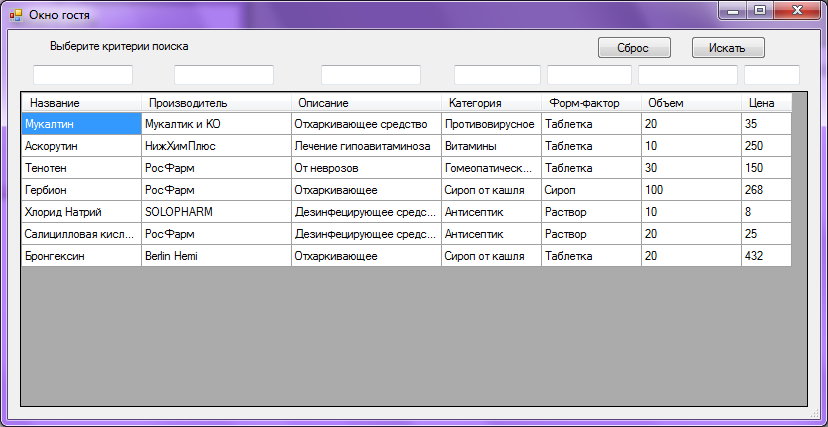 Окно гостя
Выберите критерии поиска Сброс Искать
Название Производитель Описание Категория Форм-фактор Объем Цена
Мукалтин Мукалтик и КО Отхаркивающее средство Противовирусное Таблетка 20 35
Аскорутин НижХимПлюс Лечение гипоавитаминоза Витамины Таблетка 10 250
Тенотен РосФарм От неврозов Гомеопатическ... Таблетка 30 150
Гербион РосФарм Отхаркивающее Сироп от кашля Сироп 100 268
Хлорид Натрий SOLOPHARM Дезинфецирующее средс... Антисептик Раствор 10 8
Салицилловая кисл... РосФарм Дезинфецирующее средс... Антисептик Раствор 20 25
Бронгексин Berlin Hemi Отхаркивающее Сироп от кашля Таблетка 20 432